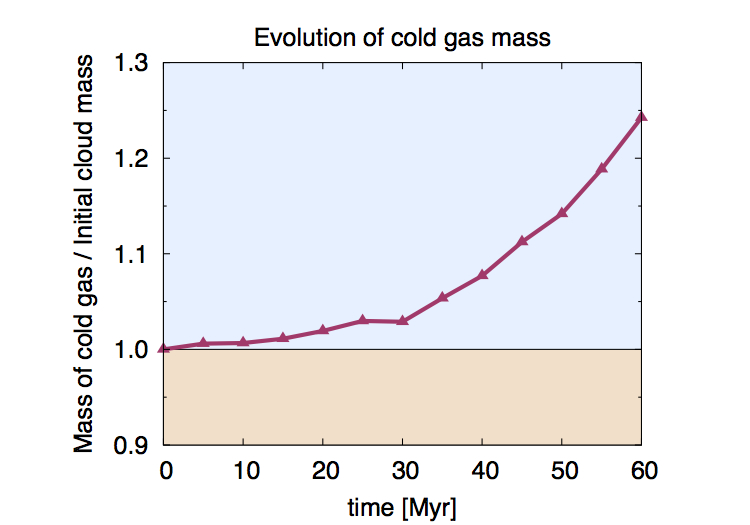 Evolution of cold gas mass
Mass of cold gas / Initial cloud mass
1.3
1.2
1.1
1.0
0.9
0 10 20 30 40 50 60
time [Myr]